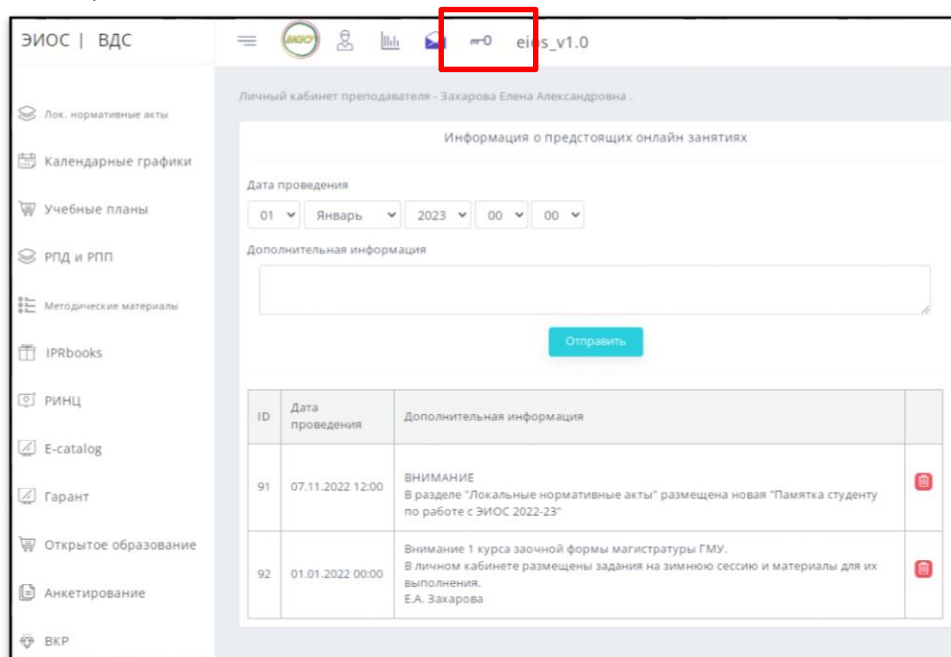 ЭИОС | ВДС
eios_v1.0
Личный кабинет преподавателя - Захарова Елена Александровна .
Лок. нормативные акты
Календарные графики
Учебные планы
РПД и РПП
Методические материалы
IPRbooks
РИНЦ
E-catalog
Гарант
Открытое образование
Анкетирование
ВКР
Информация о предстоящих онлайн занятиях
Дата проведения
01 Январь 2023 00 00
Дополнительная информация
Отправить
ID Дата проведения Дополнительная информация
91 07.11.2022 12:00 ВНИМАНИЕ
В разделе "Локальные нормативные акты" размещена новая "Памятка студенту
по работе с ЭИОС 2022-23"
92 01.01.2022 00:00 Внимание 1 курса заочной формы магистратуры ГМУ.
В личном кабинете размещены задания на зимнюю сессию и материалы для их
выполнения.
Е.А. Захарова